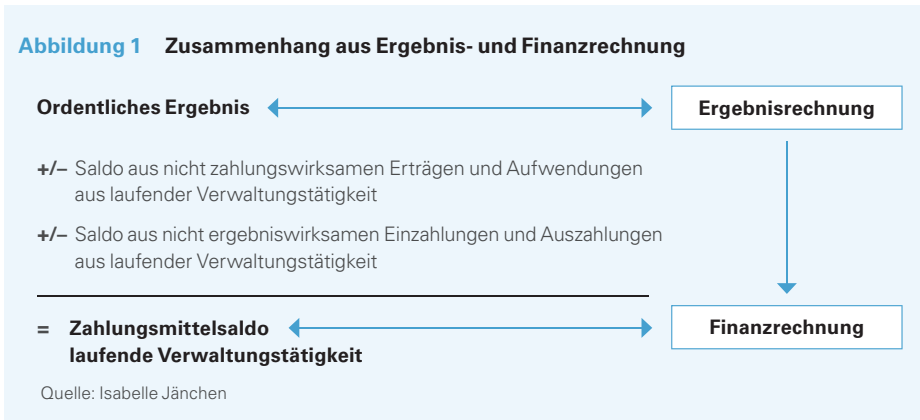 Abbildung 1 Zusammenhang aus Ergebnis- und Finanzrechnung
Ordentliches Ergebnis
Ergebnisrechnung
+/– Saldo aus nicht zahlungswirksamen Erträgen und Aufwendungen
aus laufender Verwaltungstätigkeit
+/– Saldo aus nicht ergebniswirksamen Einzahlungen und Auszahlungen
aus laufender Verwaltungstätigkeit
= Zahlungsmittelsaldo
laufende Verwaltungstätigkeit
Finanzrechnung
Quelle: Isabelle Jänchen